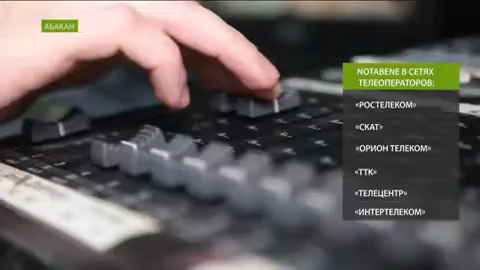 АБАКАН
NOTABENE В СЕТЯХ
ТЕЛЕОПЕРАТОРОВ:
«РОСТЕЛЕКОМ»
«СКАТ»
«ОРИОН ТЕЛЕКОМ»
«ТТК»
«ТЕЛЕЦЕНТР»
«ИНТЕРТЕЛЕКОМ»